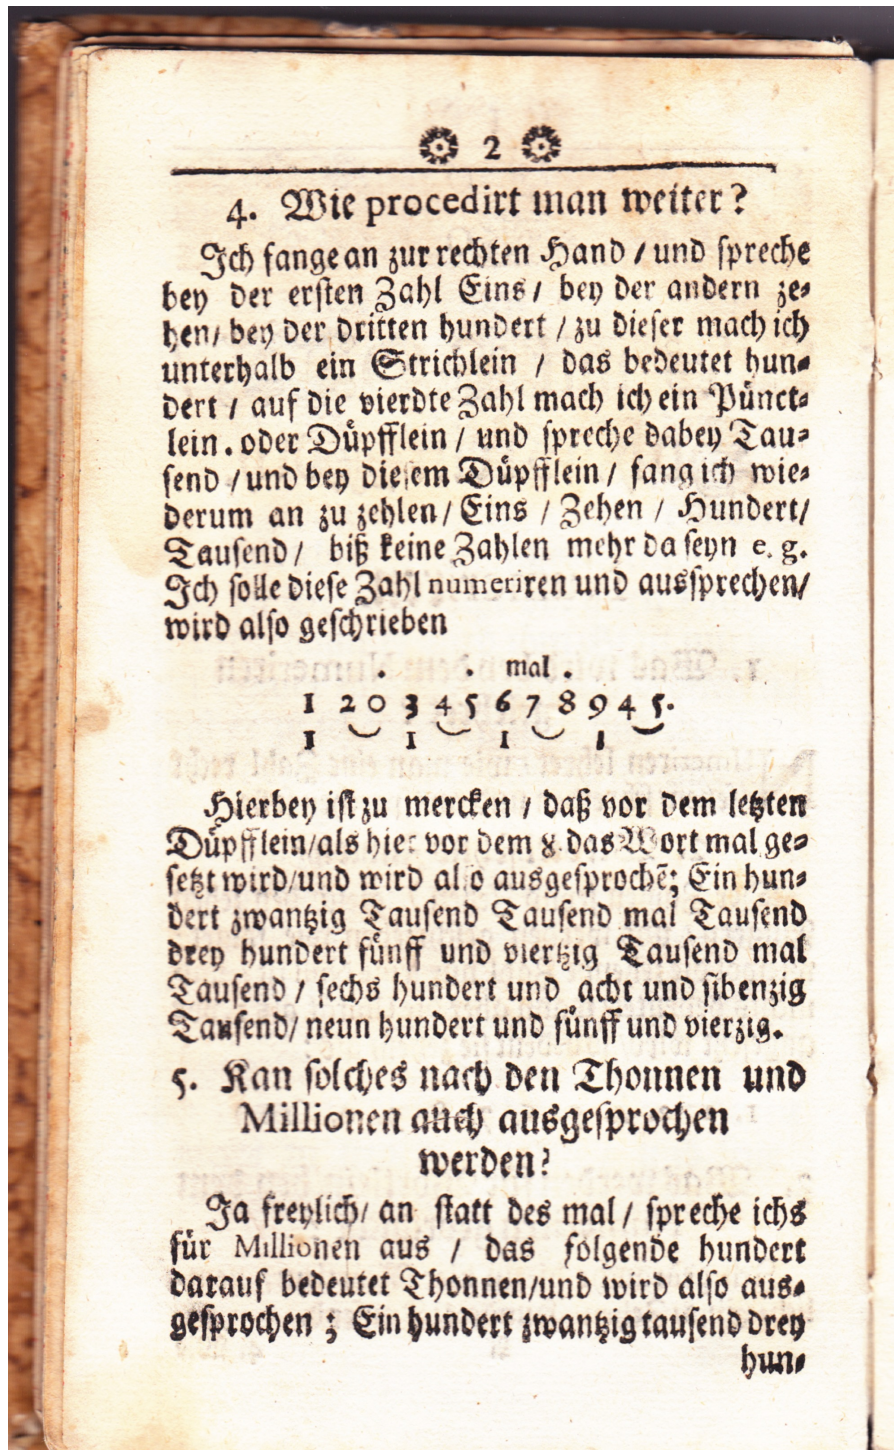 2
4. Wie procedirt man weiter?
Ich fange an zur rechten Hand / und spreche
bey der ersten Zahl Eins / bey der andern ze⸗
hen / bey der dritten hundert / zu dieser mach ich
unterhalb ein Strichlein / das bedeutet hun⸗
dert / auf die vierdte Zahl mach ich ein Pünct⸗
lein . oder Düpfflein / und spreche dabey Tau⸗
send / und bey diesem Düpfflein / fang ich wie⸗
derum an zu zehlen / Eins / Zehen / Hundert /
Tausend / biß keine Zahlen mehr da seyn e. g.
Ich solle diese Zahl numeriren und aussprechen /
wird also geschrieben
. . mal .
1 2 0 3 4 5 6 7 8 9 4 5.
1 1 1 1
Hierbey ist zu mercken / daß vor dem letzten
Düpfflein / als hier vor dem 8. das Wort mal ge⸗
setzt wird / und wird also ausgesprochẽ; Ein hun⸗
dert zwantzig Tausend Tausend mal Tausend
drey hundert fünff und viertzig Tausend mal
Tausend / sechs hundert und acht und sibenzig
Tausend / neun hundert und fünff und vierzig.
5. Kan solches nach den Thonnen und
Millionen auch ausgesprochen
werden?
Ja freylich / an statt des mal / spreche ichs
für Millionen aus / das folgende hundert
darauf bedeutet Thonnen / und wird also aus⸗
gesprochen ; Ein hundert zwantzig tausend drey
hun⸗